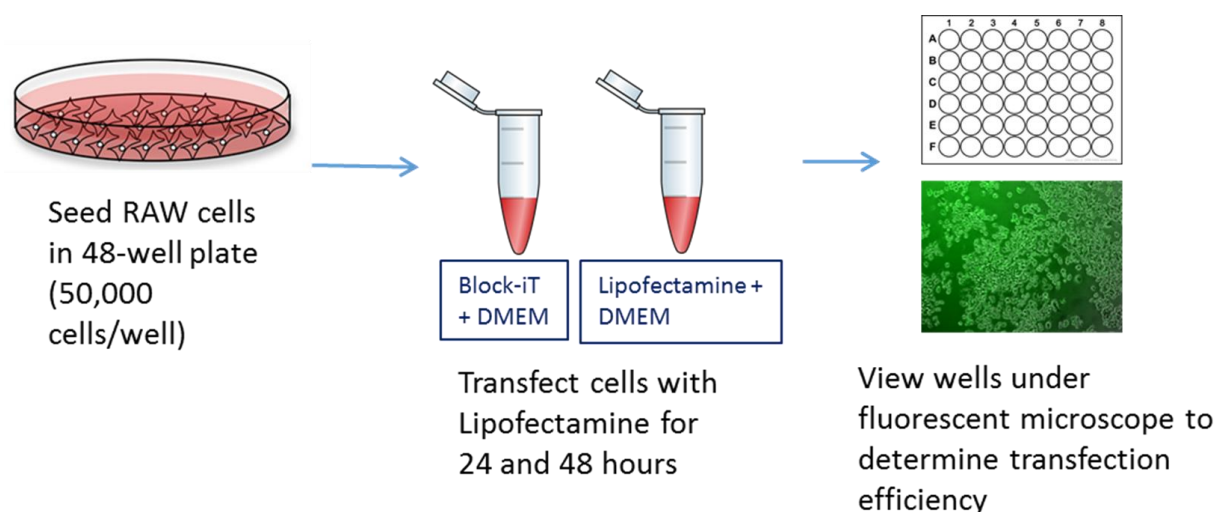 Seed RAW cells
in 48-well plate
(50,000
cells/well)
Block-iT
+ DMEM
Lipofectamine +
DMEM
Transfect cells with
Lipofectamine for
24 and 48 hours
1 2 3 4 5 6 7 8
A
B
C
D
E
F
View wells under
fluorescent microscope to
determine transfection
efficiency